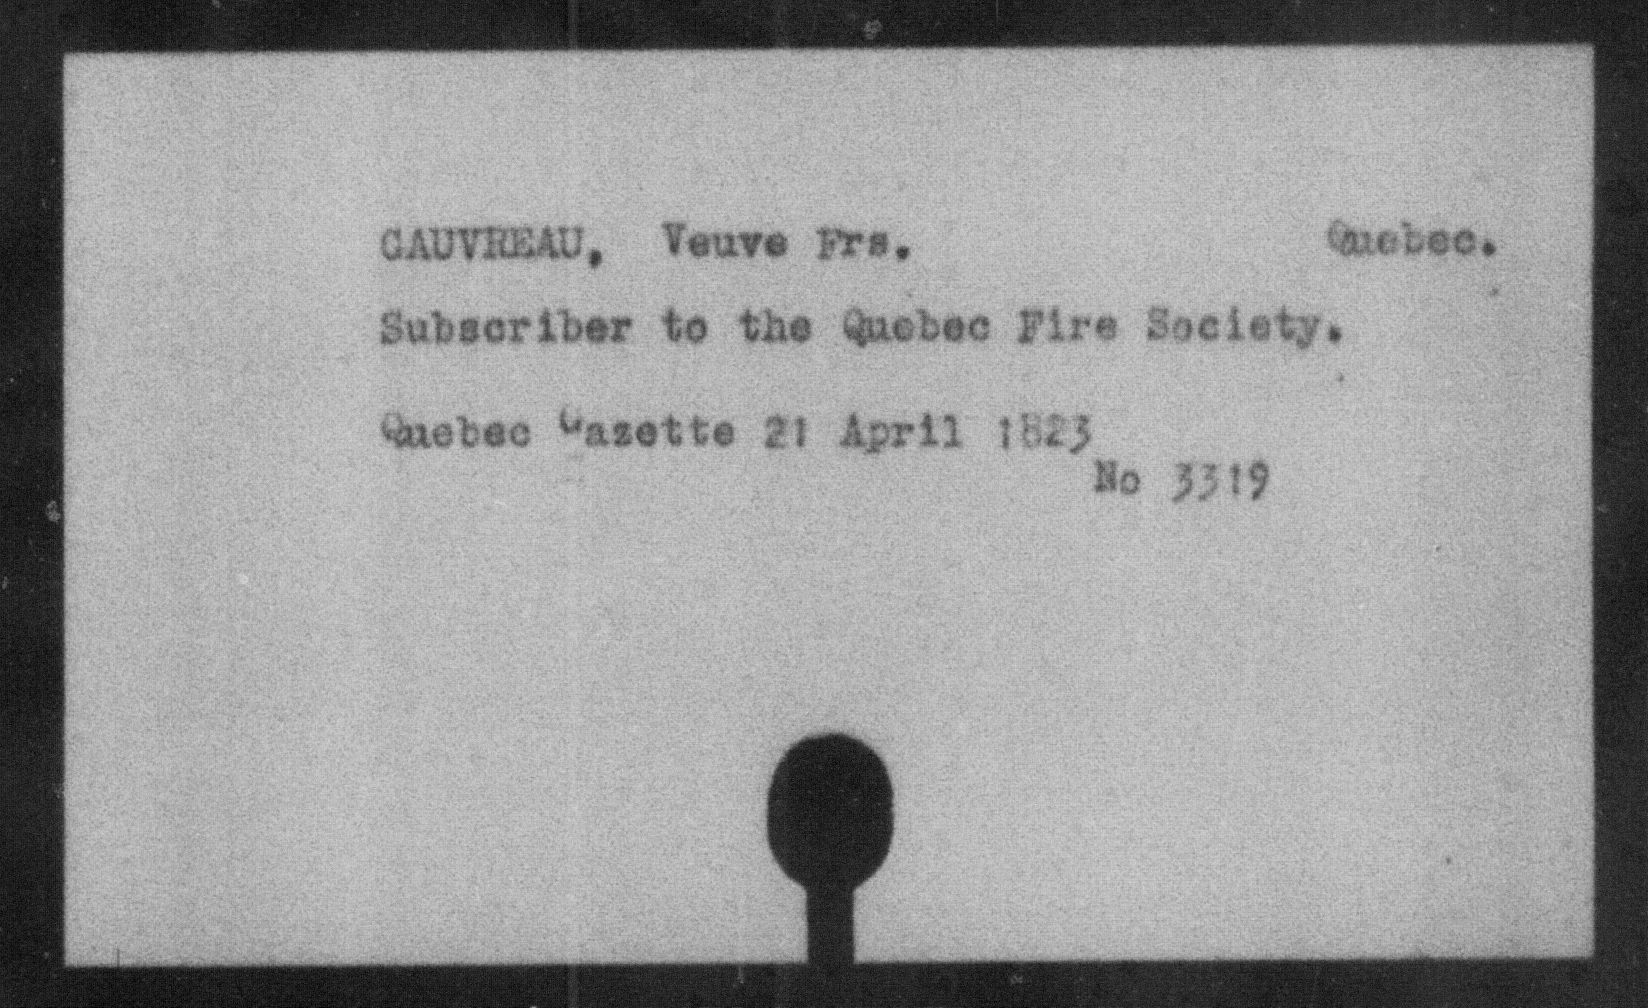 GAUVREAU, Veuve Frs. Quebec.
Subscriber to the Quebec Fire Society.
Quebec Gazette 21 April 1823
No 3319